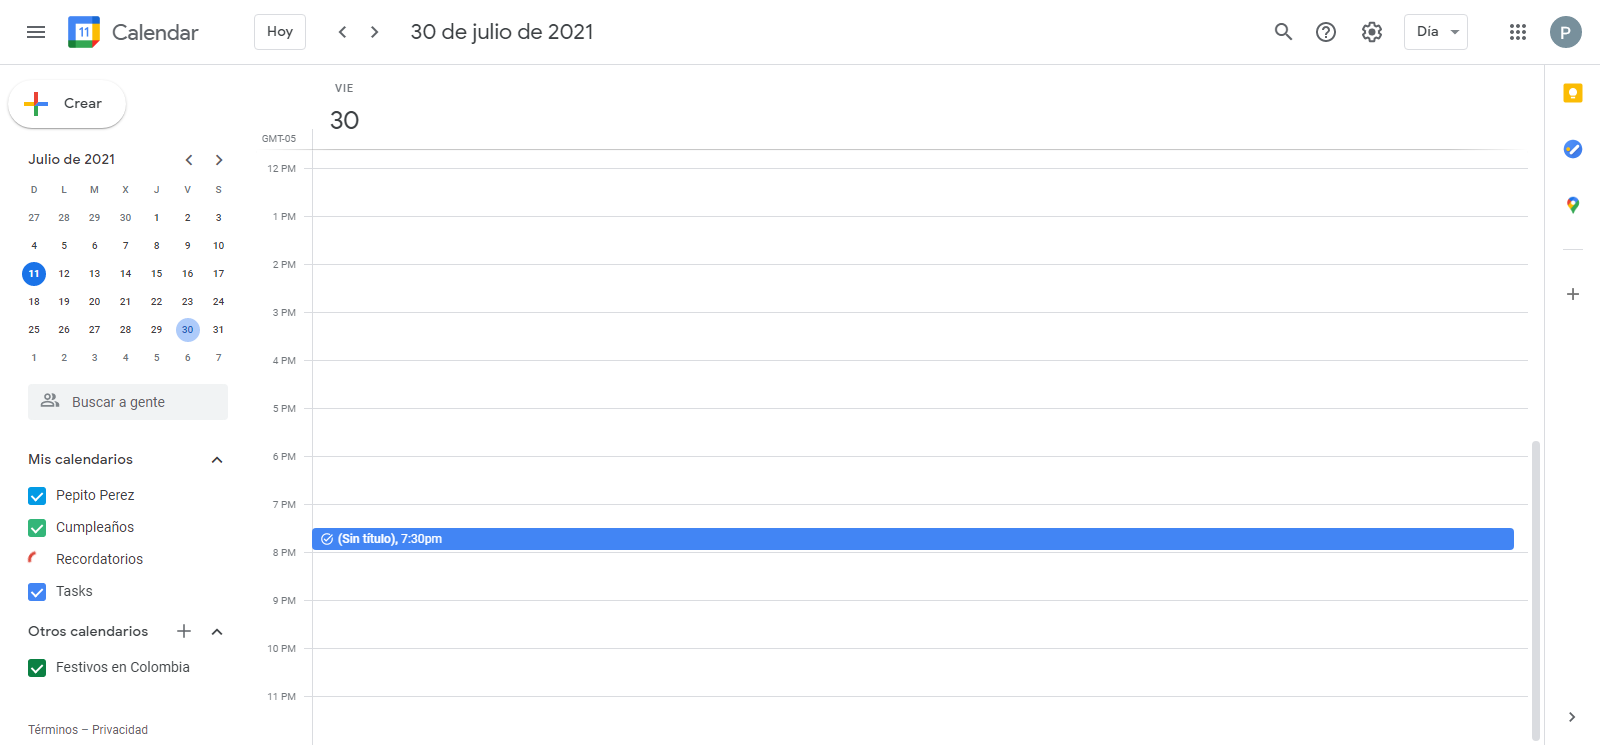 11 Calendar
Hoy
30 de julio de 2021
Día
P
Crear
Julio de 2021
D L M X J V S
27 28 29 30 1 2 3
4 5 6 7 8 9 10
11 12 13 14 15 16 17
18 19 20 21 22 23 24
25 26 27 28 29 30 31
1 2 3 4 5 6 7
Buscar a gente
Mis calendarios
Pepito Perez
Cumpleaños
Recordatorios
Tasks
Otros calendarios
Festivos en Colombia
Términos – Privacidad
VIE
30
GMT-05
12 PM
1 PM
2 PM
3 PM
4 PM
5 PM
6 PM
7 PM
(Sin título), 7:30pm
8 PM
9 PM
10 PM
11 PM